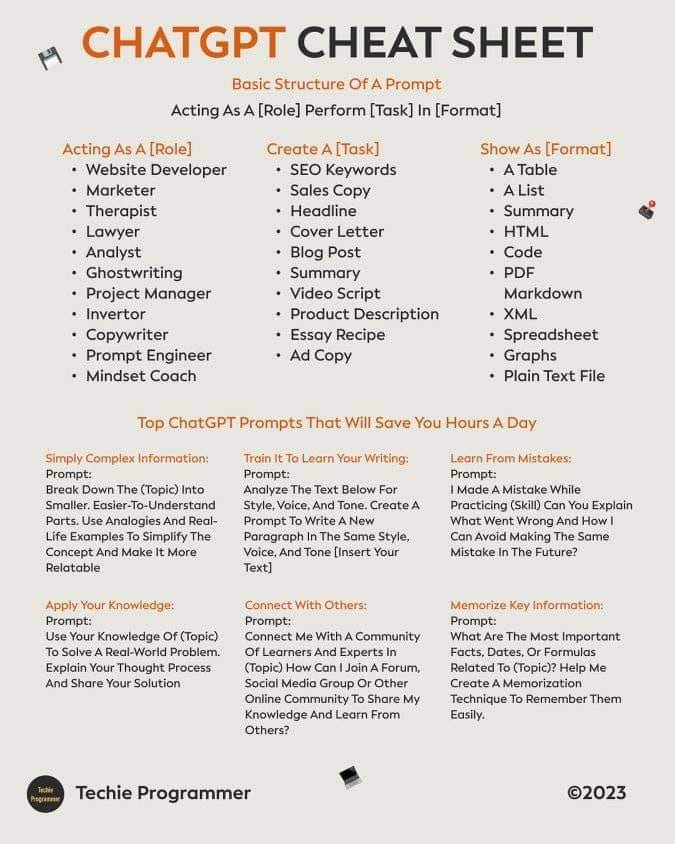 CHATGPT CHEAT SHEET
Basic Structure Of A Prompt
Acting As A [Role] Perform [Task] In [Format]
Acting As A [Role]
• Website Developer
• Marketer
• Therapist
• Lawyer
• Analyst
• Ghostwriting
• Project Manager
• Invertor
• Copywriter
• Prompt Engineer
• Mindset Coach
Create A [Task]
• SEO Keywords
• Sales Copy
• Headline
• Cover Letter
• Blog Post
• Summary
• Video Script
• Product Description
• Essay Recipe
• Ad Copy
Show As [Format]
• A Table
• A List
• Summary
• HTML
• Code
• PDF
Markdown
• XML
• Spreadsheet
• Graphs
• Plain Text File
Top ChatGPT Prompts That Will Save You Hours A Day
Simply Complex Information:
Prompt:
Break Down The (Topic) Into
Smaller. Easier-To-Understand
Parts. Use Analogies And Real-
Life Examples To Simplify The
Concept And Make It More
Relatable
Train It To Learn Your Writing:
Prompt:
Analyze The Text Below For
Style, Voice, And Tone. Create A
Prompt To Write A New
Paragraph In The Same Style,
Voice, And Tone [Insert Your
Text]
Learn From Mistakes:
Prompt:
I Made A Mistake While
Practicing (Skill) Can You Explain
What Went Wrong And How I
Can Avoid Making The Same
Mistake In The Future?
Apply Your Knowledge:
Prompt:
Use Your Knowledge Of (Topic)
To Solve A Real-World Problem.
Explain Your Thought Process
And Share Your Solution
Connect With Others:
Prompt:
Connect Me With A Community
Of Learners And Experts In
(Topic) How Can I Join A Forum,
Social Media Group Or Other
Online Community To Share My
Knowledge And Learn From
Others?
Memorize Key Information:
Prompt:
What Are The Most Important
Facts, Dates, Or Formulas
Related To (Topic)? Help Me
Create A Memorization
Technique To Remember Them
Easily.
Techie
Programmer
Techie Programmer
©2023